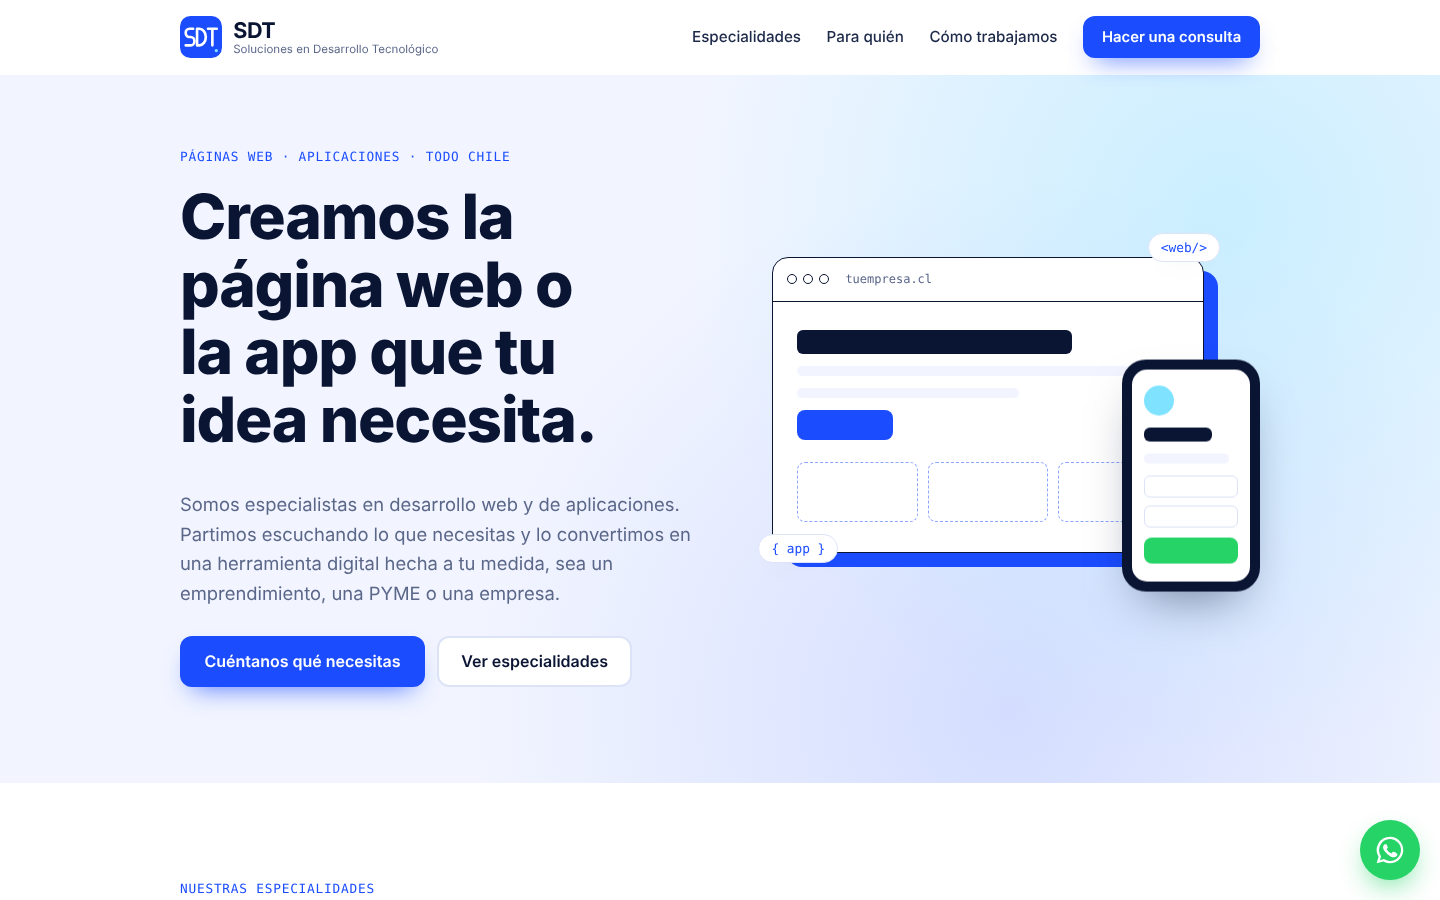 SDT
SDT
Soluciones en Desarrollo Tecnológico
Especialidades
Para quién
Cómo trabajamos
Hacer una consulta
PÁGINAS WEB · APLICACIONES · TODO CHILE
Creamos la
página web o
la app que tu
idea necesita.
Somos especialistas en desarrollo web y de aplicaciones.
Partimos escuchando lo que necesitas y lo convertimos en
una herramienta digital hecha a tu medida, sea un
emprendimiento, una PYME o una empresa.
Cuéntanos qué necesitas
Ver especialidades
<web/>
tuempresa.cl
{ app }
NUESTRAS ESPECIALIDADES